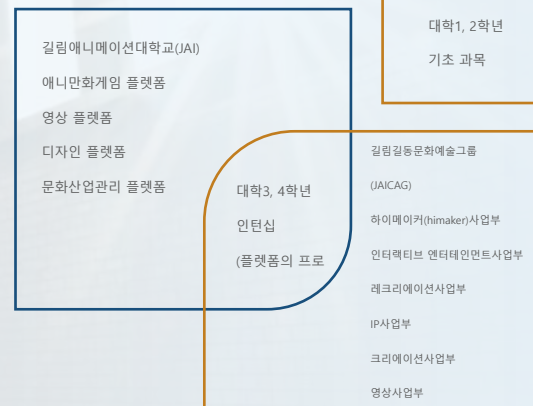 길림애니메이션대학교(JAI)
애니만화게임 플렛폼
영상 플렛폼
디자인 플렛폼
문화산업관리 플렛폼
대학1, 2학년
기초 과목
대학3, 4학년
인턴십
(플렛폼의 프로
길림길동문화예술그룹
(JAICAG)
하이메이커(himaker)사업부
인터랙티브 엔터테인먼트사업부
레크리에이션사업부
IP사업부
크리에이션사업부
영상사업부